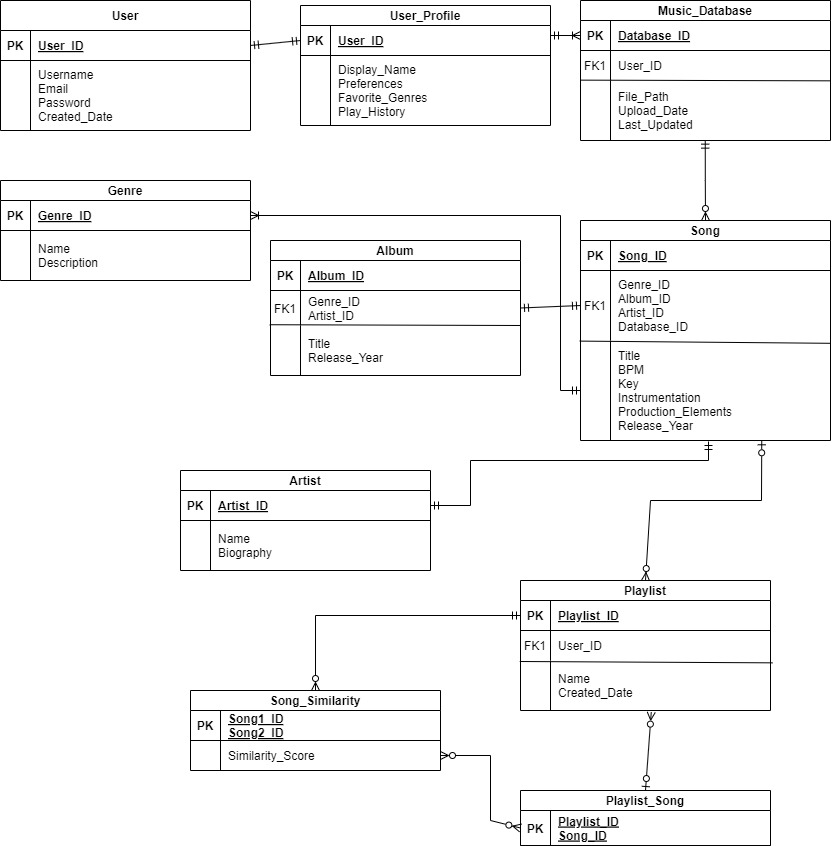 User
PK User_ID
Username
Email
Password
Created_Date
User_Profile
PK User_ID
Display_Name
Preferences
Favorite_Genres
Play_History
Music_Database
PK Database_ID
FK1 User_ID
File_Path
Upload_Date
Last_Updated
Genre
PK Genre_ID
Name
Description
Album
PK Album_ID
FK1 Genre_ID
Artist_ID
Title
Release_Year
Song
PK Song_ID
Genre_ID
Album_ID
FK1 Artist_ID
Database_ID
Title
BPM
Key
Instrumentation
Production_Elements
Release_Year
Artist
PK Artist_ID
Name
Biography
Playlist
PK Playlist_ID
FK1 User_ID
Name
Created_Date
Song_Similarity
PK Song1_ID
Song2_ID
Similarity_Score
Playlist_Song
PK Playlist_ID
Song_ID